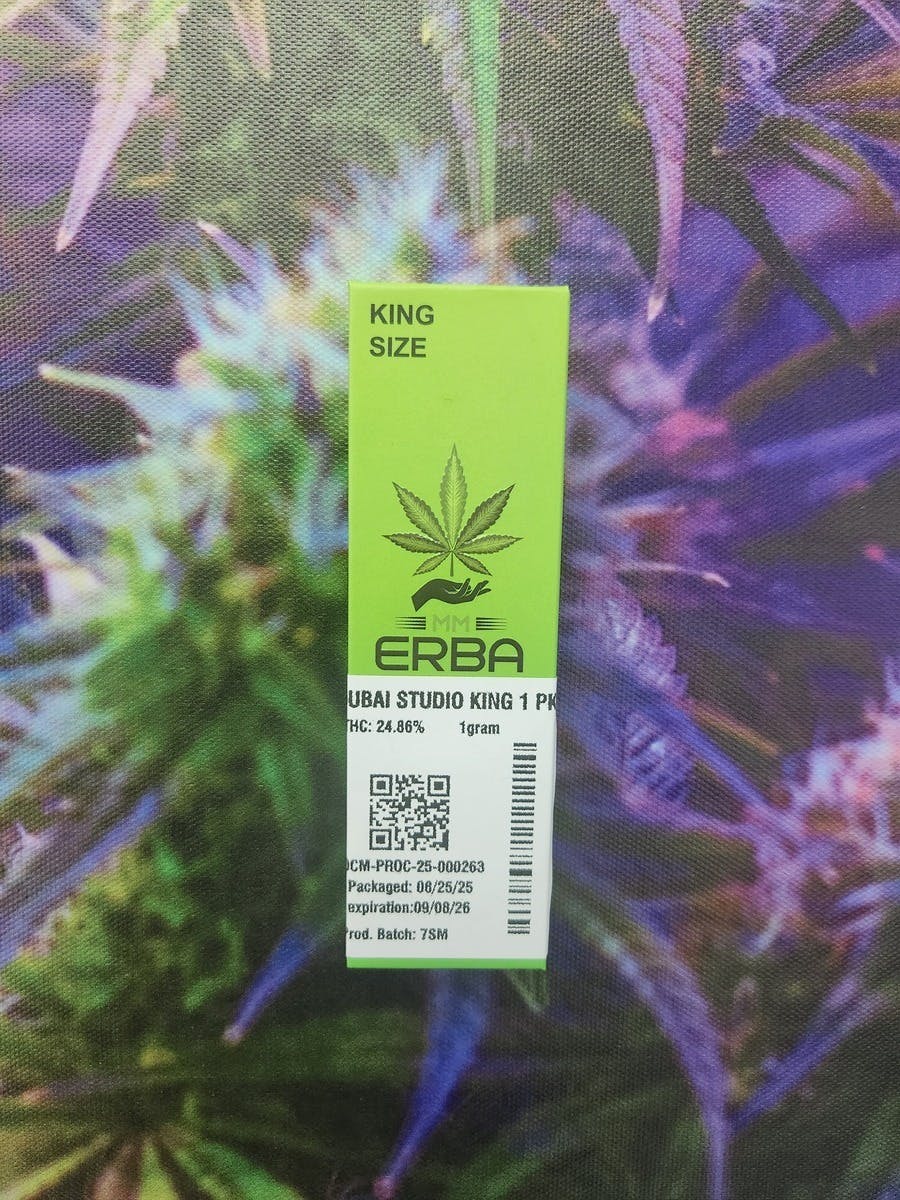 KING
SIZE
MM
ERBA
UBAI STUDIO KING 1 PK
THC: 24.86% 1gram
OCM-PROC-25-000263
Packaged: 08/25/25
expiration:09/08/26
Prod. Batch: 7SM